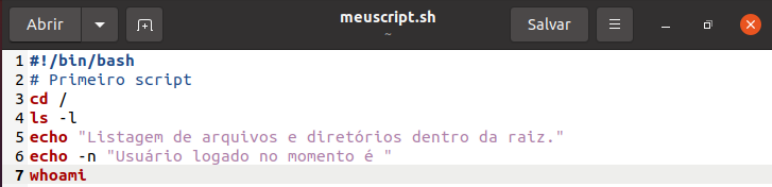 Abrir
meuscript.sh
~
Salvar
1 #!/bin/bash
2 # Primeiro script
3 cd /
4 ls -l
5 echo "Listagem de arquivos e diretórios dentro da raiz."
6 echo -n "Usuário logado no momento é "
7 whoami